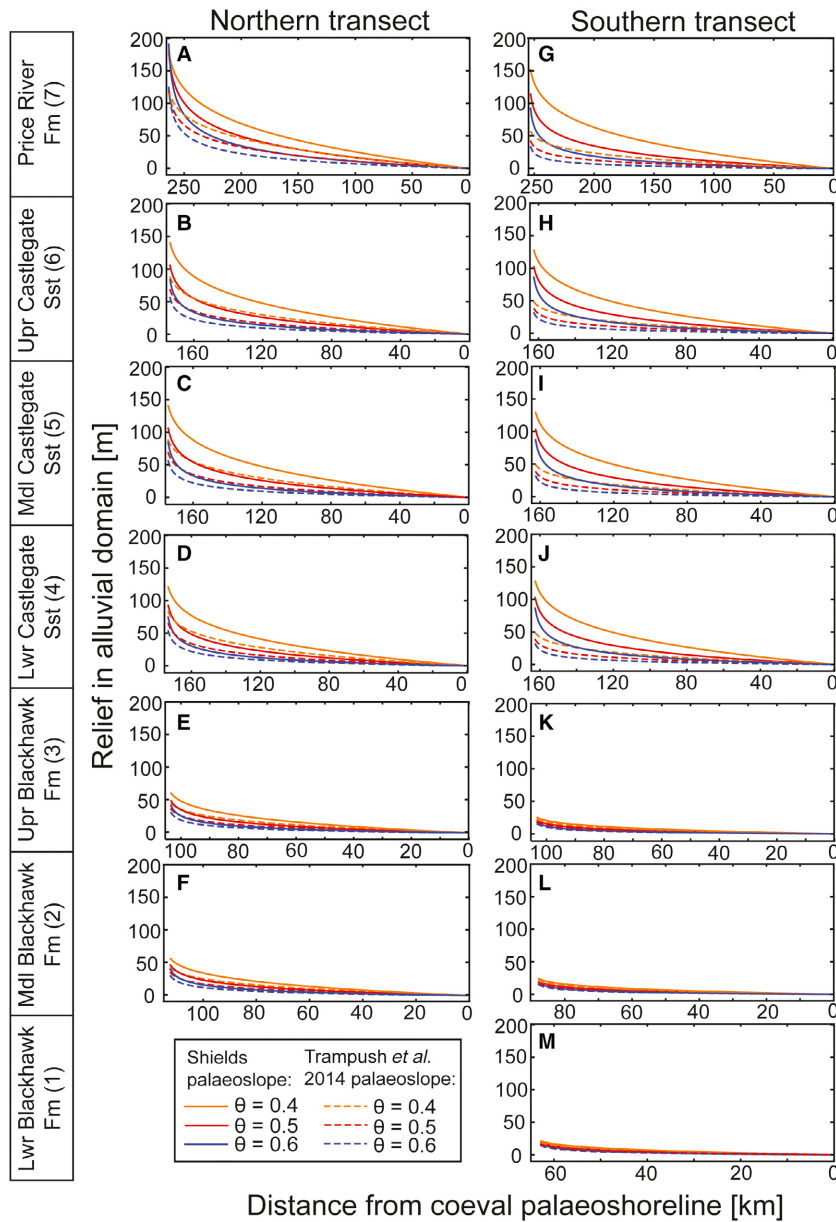 Northern transect
Southern transect
Price River
Fm (7)
Upr Castlegate
Sst (6)
Mdl Castlegate
Sst (5)
Lwr Castlegate
Sst (4)
Upr Blackhawk
Fm (3)
Mdl Blackhawk
Fm (2)
Lwr Blackhawk
Fm (1)
Relief in alluvial domain [m]
A
200
150
100
50
0
250 200 150 100 50 0
G
200
150
100
50
0
250 200 150 100 50 0
B
200
150
100
50
0
160 120 80 40 0
H
200
150
100
50
0
160 120 80 40 0
C
200
150
100
50
0
160 120 80 40 0
I
200
150
100
50
0
160 120 80 40 0
D
200
150
100
50
0
160 120 80 40 0
J
200
150
100
50
0
160 120 80 40 0
E
200
150
100
50
0
100 80 60 40 20 0
K
200
150
100
50
0
100 80 60 40 20 0
F
200
150
100
50
0
100 80 60 40 20 0
L
200
150
100
50
0
80 60 40 20 0
M
200
150
100
50
0
60 40 20 0
Shields
palaeoslope:
θ = 0.4
θ = 0.5
θ = 0.6
Trampush et al.
2014 palaeoslope:
θ = 0.4
θ = 0.5
θ = 0.6
Distance from coeval palaeoshoreline [km]